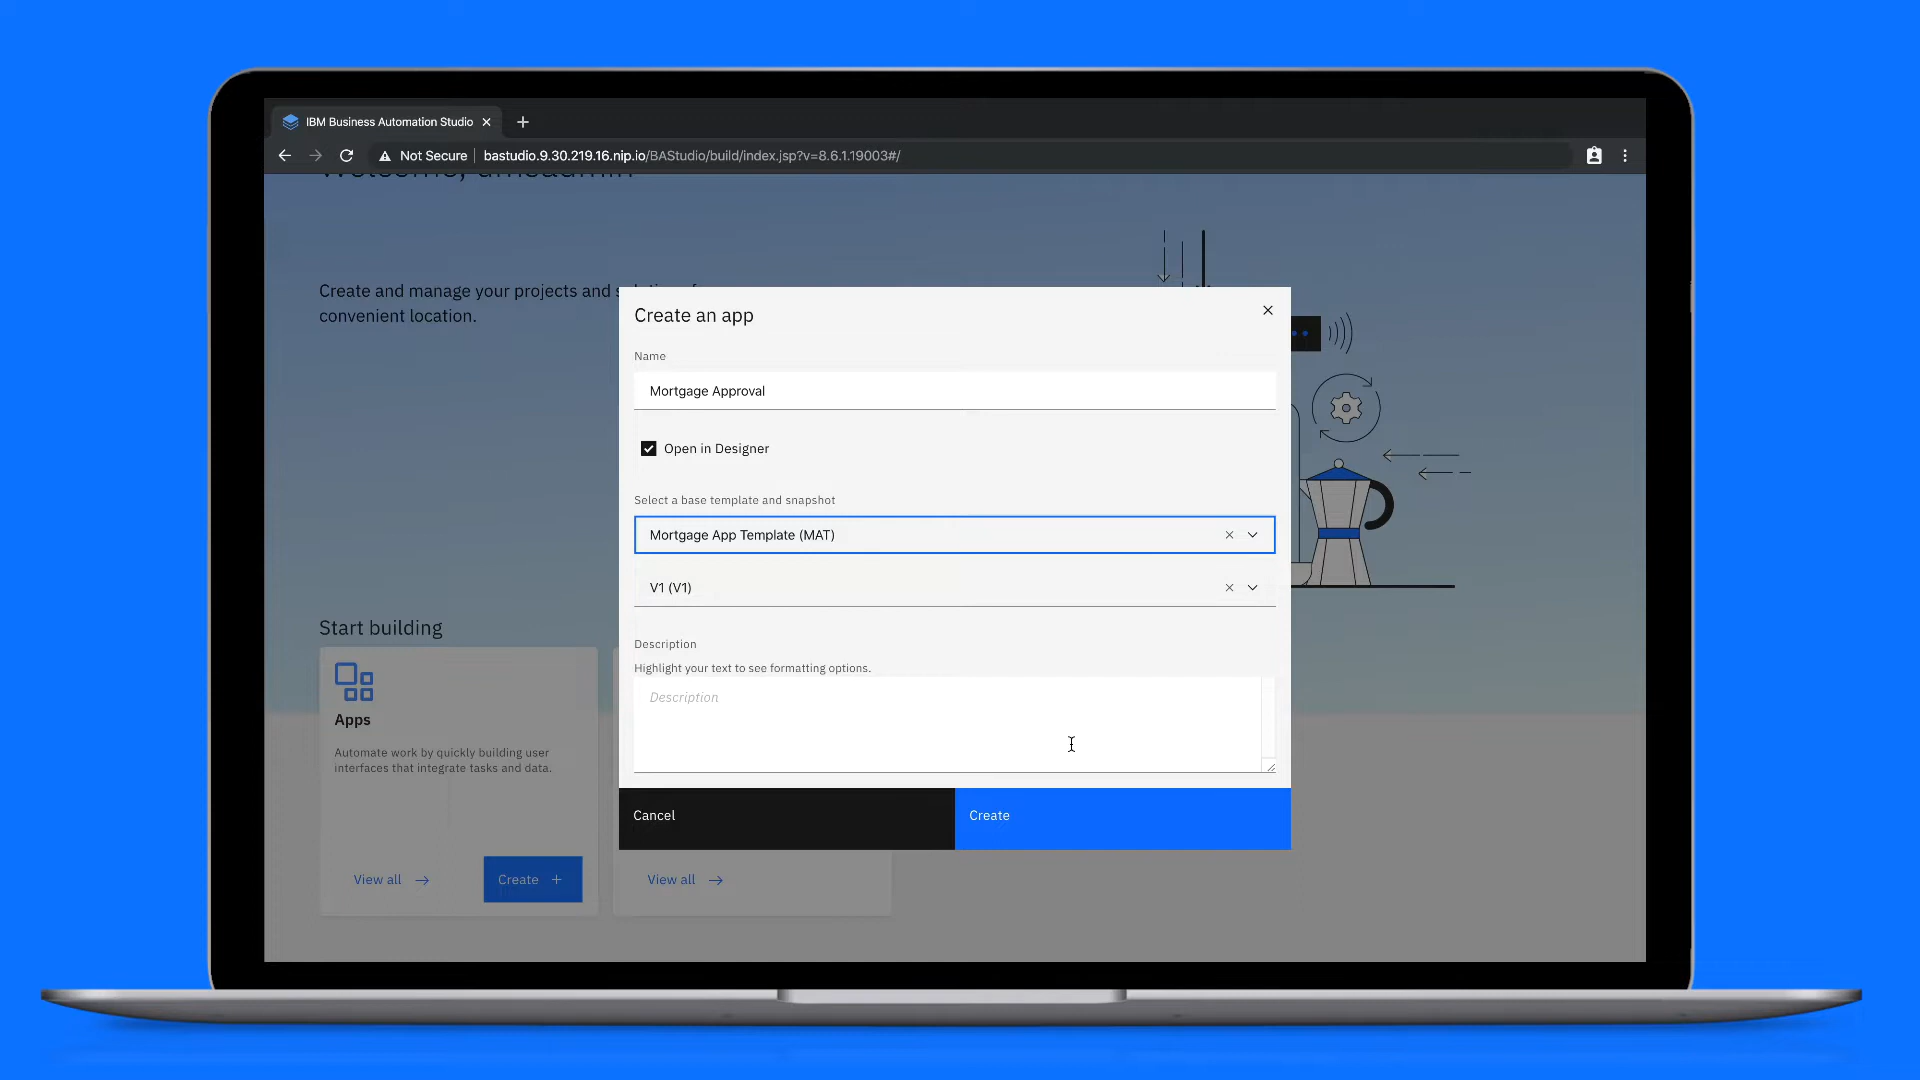 IBM Business Automation Studio
Not Secure
bastudio.9.30.219.16.nip.io/BAStudio/build/index.jsp?v=8.6.1.19003#/
Create and manage your projects and
convenient location.
Create an app
Name
Mortgage Approval
Open in Designer
Select a base template and snapshot
Mortgage App Template (MAT)
V1 (V1)
Description
Highlight your text to see formatting options.
Description
Cancel
Create
Start building
Apps
Automate work by quickly building user
interfaces that integrate tasks and data.
View all
Create
View all